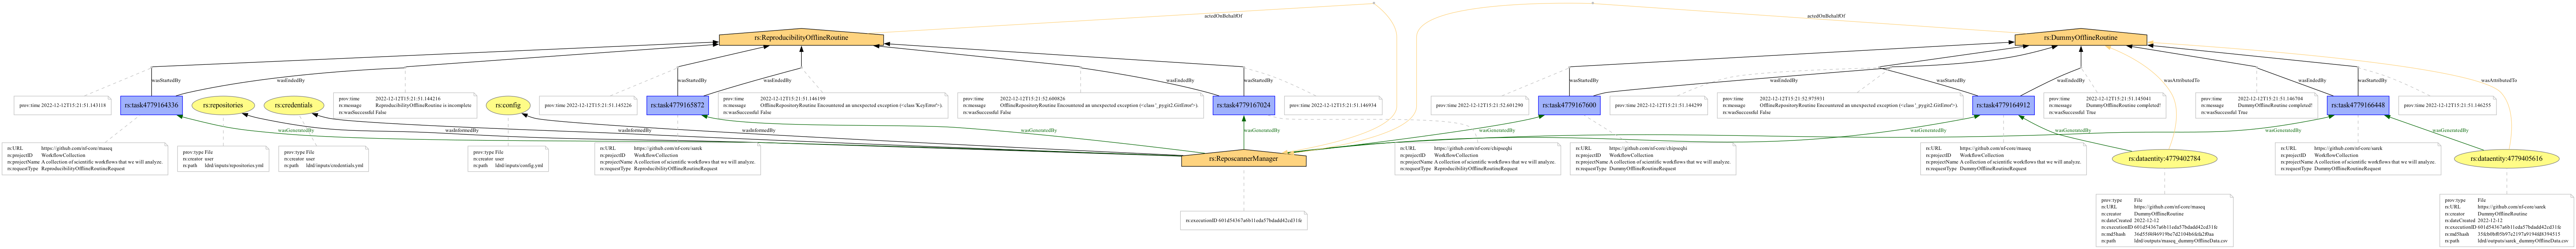 actedOnBehalfOf
actedOnBehalfOf
rs:ReproducibilityOfflineRoutine
rs:DummyOfflineRoutine
wasStartedBy
wasEndedBy
wasStartedBy
wasEndedBy
wasEndedBy
wasStartedBy
wasStartedBy
wasEndedBy
wasStartedBy
wasEndedBy
wasAttributedTo
wasEndedBy
wasStartedBy
wasAttributedTo
prov:time 2022-12-12T15:21:51.143118
rs:task4779164336
rs:repositories
rs:credentials
prov:time 2022-12-12T15:21:51.144216
rs:message ReproducibilityOfflineRoutine is incomplete
rs:wasSuccessful False
rs:config
prov:time 2022-12-12T15:21:51.145226
rs:task4779165872
prov:time 2022-12-12T15:21:51.146199
rs:message OfflineRoutine Encountered an unexpected exception (<class 'KeyError'>).
rs:wasSuccessful False
prov:time 2022-12-12T15:21:52.600826
rs:message OfflineRepositoryRoutine Encountered an unexpected exception (<class '_pygit2.GitError'>).
rs:wasSuccessful False
rs:task4779167024
prov:time 2022-12-12T15:21:51.146934
prov:time 2022-12-12T15:21:52.601290
rs:task4779167600
prov:time 2022-12-12T15:21:51.144299
prov:time 2022-12-12T15:21:52.975931
rs:message OfflineRepositoryRoutine Encountered an unexpected exception (<class '_pygit2.GitError'>).
rs:wasSuccessful False
rs:task4779164912
prov:time 2022-12-12T15:21:51.145041
rs:message DummyOfflineRoutine completed!
rs:wasSuccessful True
prov:time 2022-12-12T15:21:51.146704
rs:message DummyOfflineRoutine completed!
rs:wasSuccessful True
rs:task4779166448
prov:time 2022-12-12T15:21:51.146255
wasGeneratedBy
wasInformedBy
wasInformedBy
wasInformedBy
wasGeneratedBy
wasGeneratedBy
wasGeneratedBy
wasGeneratedBy
wasGeneratedBy
wasGeneratedBy
wasGeneratedBy
rs:URL https://github.com/nf-core/rnaseq
rs:projectID WorkflowCollection
rs:projectName A collection of scientific workflows that we will analyze.
rs:requestType ReproducibilityOfflineRoutineRequest
prov:type File
rs:creator user
rs:path ldrd/inputs/repositories.yml
prov:type File
rs:creator user
rs:path ldrd/inputs/credentials.yml
prov:type File
rs:creator user
rs:path ldrd/inputs/config.yml
rs:URL https://github.com/nf-core/sarek
rs:projectID WorkflowCollection
rs:projectName A collection of scientific workflows that we will analyze.
rs:requestType ReproducibilityOfflineRoutineRequest
rs:ReposcannerManager
rs:URL https://github.com/nf-core/chipseqhi
rs:projectID WorkflowCollection
rs:projectName A collection of scientific workflows that we will analyze.
rs:requestType ReproducibilityOfflineRoutineRequest
rs:URL https://github.com/nf-core/chipseqhi
rs:projectID WorkflowCollection
rs:projectName A collection of scientific workflows that we will analyze.
rs:requestType DummyOfflineRoutineRequest
rs:URL https://github.com/nf-core/rnaseq
rs:projectID WorkflowCollection
rs:projectName A collection of scientific workflows that we will analyze.
rs:requestType DummyOfflineRoutineRequest
rs:dataentity:4779402784
rs:URL https://github.com/nf-core/sarek
rs:projectID WorkflowCollection
rs:projectName A collection of scientific workflows that we will analyze.
rs:requestType DummyOfflineRoutineRequest
rs:dataentity:4779405616
prov:type File
rs:URL https://github.com/nf-core/rnaseq
rs:creator DummyOfflineRoutine
rs:dateCreated 2022-12-12
rs:executionID
rs:md5hash
rs:path ldrd/outputs/rnaseq_dummyOfflineData.csv
prov:type File
rs:URL https://github.com/nf-core/sarek
rs:creator DummyOfflineRoutine
rs:dateCreated 2022-12-12
rs:executionID
rs:md5hash
rs:path ldrd/outputs/sarek_dummyOfflineData.csv
rs:executionID